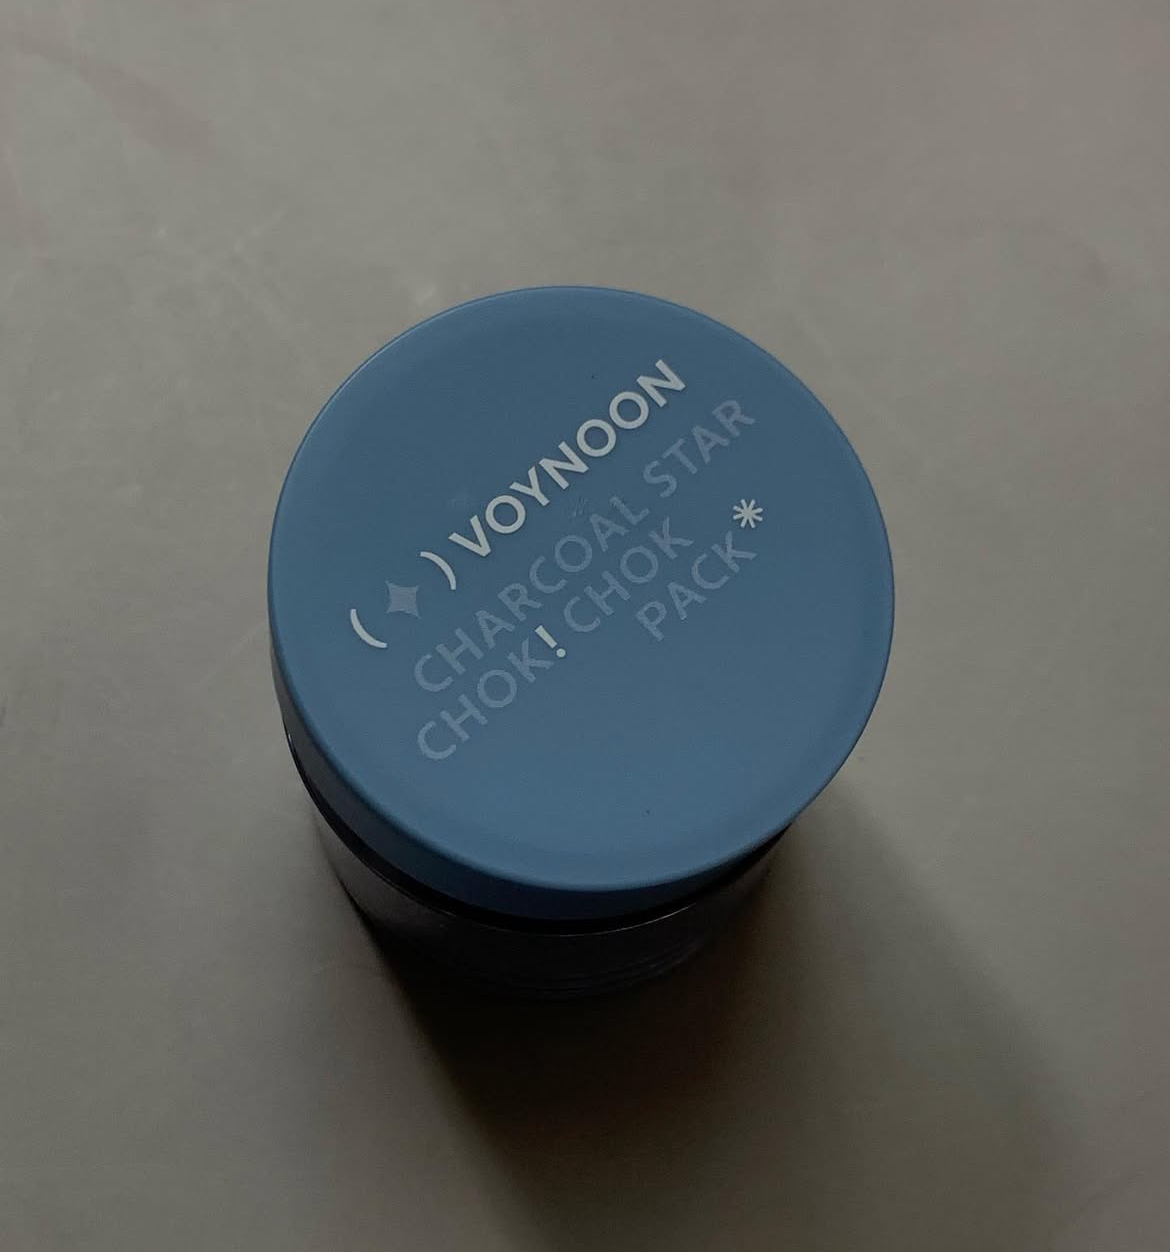 (✦) VOYNOON
CHARCOAL STAR
CHOK! CHOK
PACK*